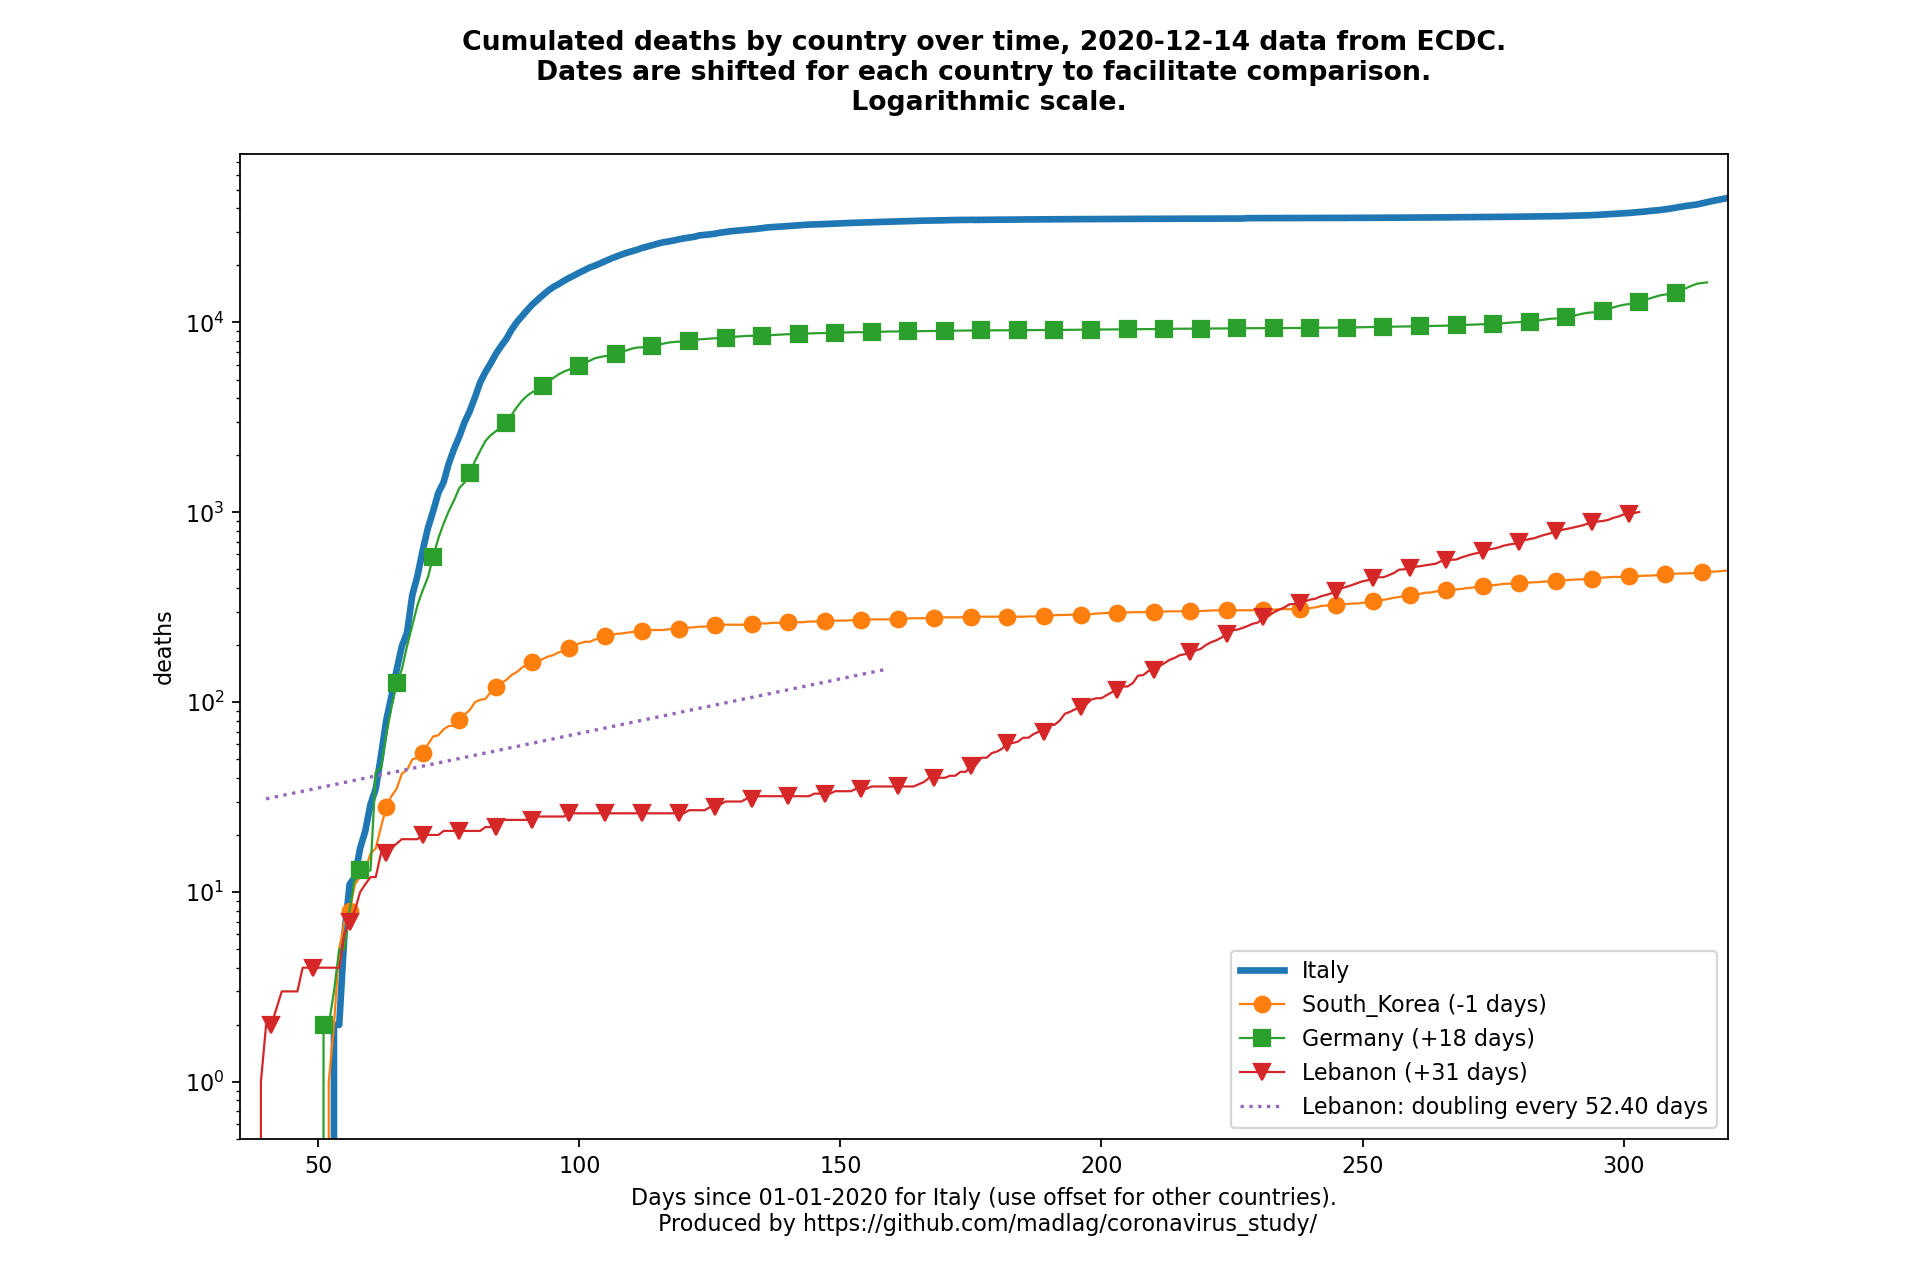 Cumulated deaths by country over time, 2020-12-14 data from ECDC.
Dates are shifted for each country to facilitate comparison.
Logarithmic scale.
deaths
10^4
10^3
10^2
10^1
10^0
Italy
South_Korea (-1 days)
Germany (+18 days)
Lebanon (+31 days)
Lebanon: doubling every 52.40 days
50 100 150 200 250 300
Days since 01-01-2020 for Italy (use offset for other countries).
Produced by https://github.com/madlag/coronavirus_study/